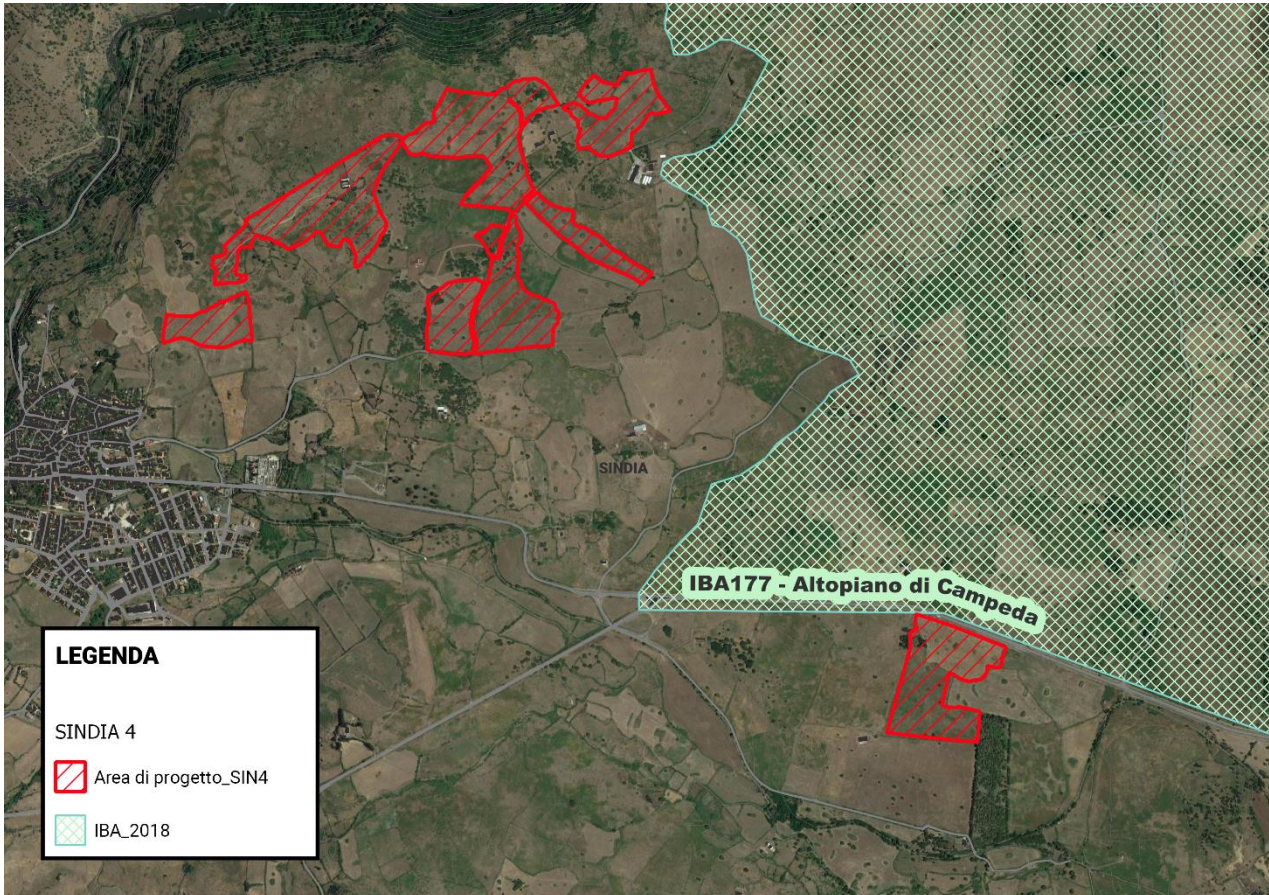 SINDIA
IBA177 - Altopiano di Campeda
LEGENDA
SINDIA 4
Area di progetto_SIN4
IBA_2018